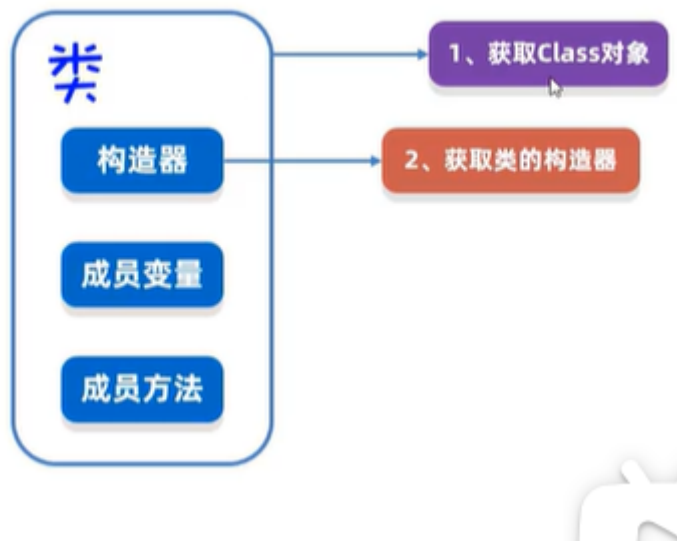 类
1、获取Class对象
构造器
2、获取类的构造器
成员变量
成员方法